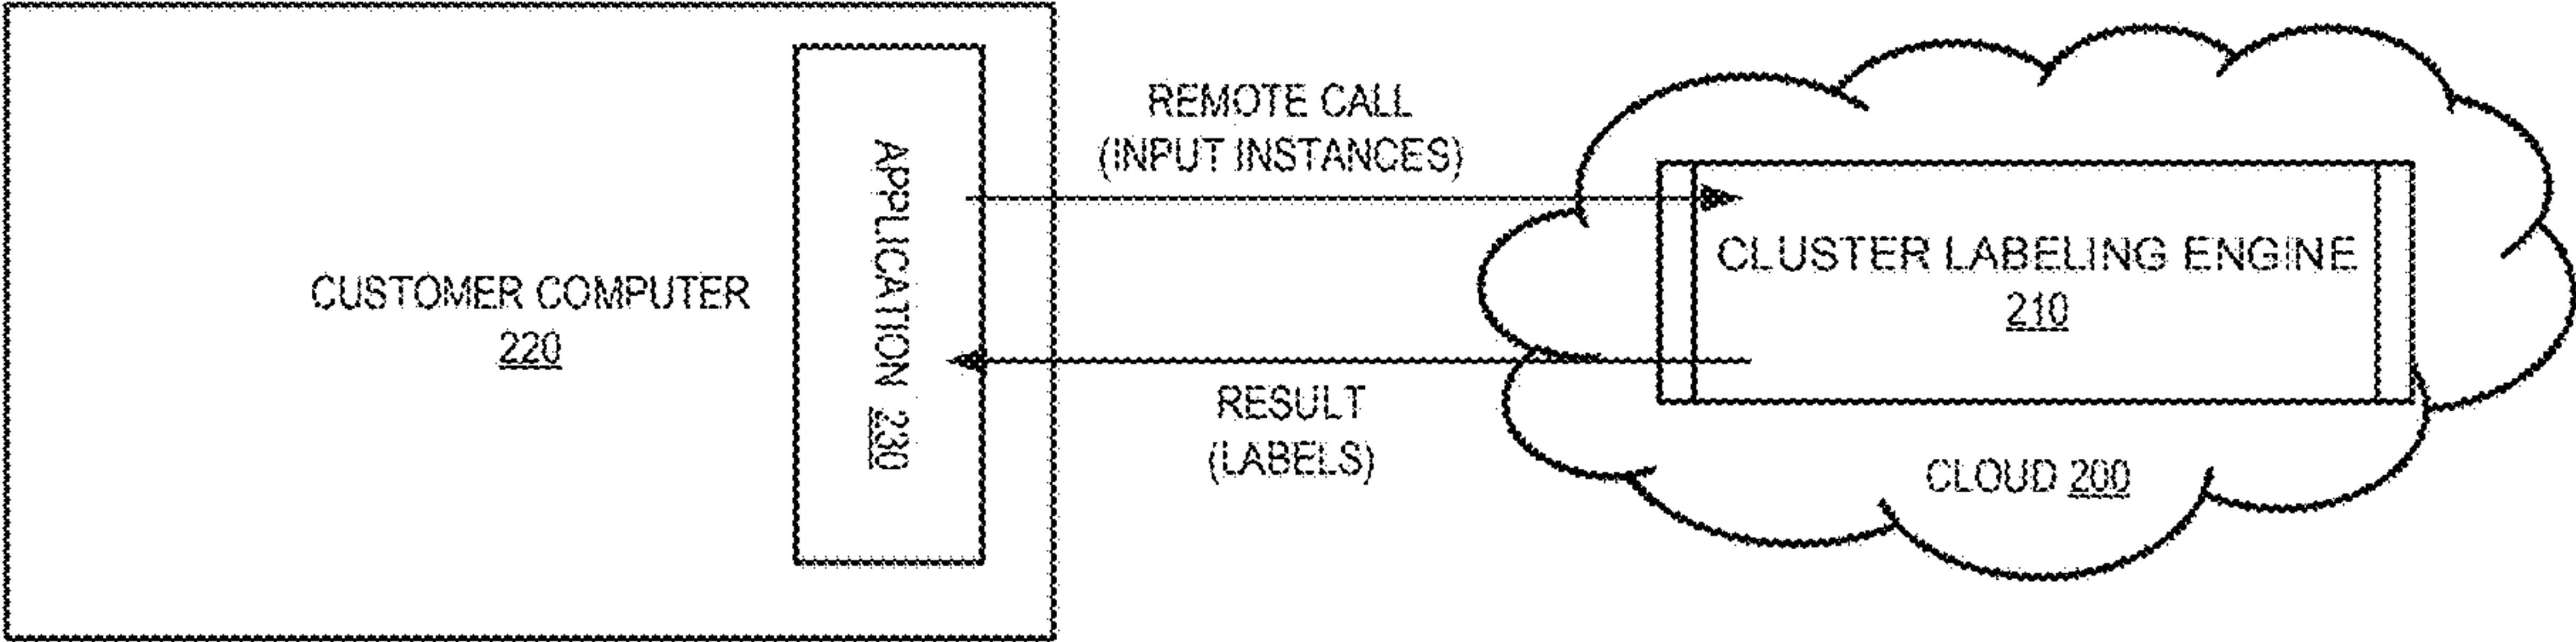 CUSTOMER COMPUTER
220
APPLICATION 230
REMOTE CALL
(INPUT INSTANCES)
RESULT
(LABELS)
CLUSTER LABELING ENGINE
210
CLOUD 200